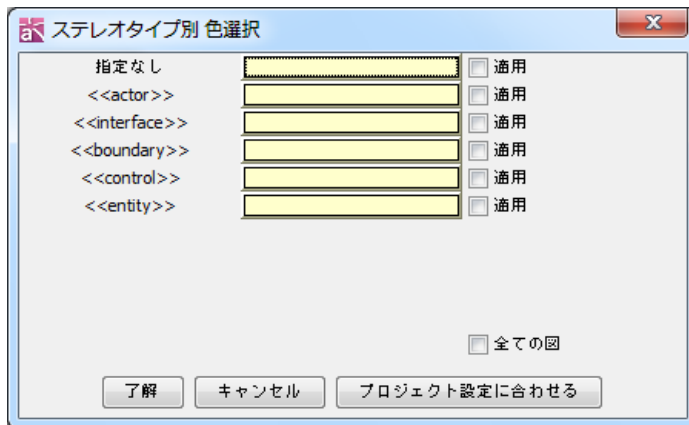 ステレオタイプ別 色選択
指定なし 適用
<<actor>> 適用
<<interface>> 適用
<<boundary>> 適用
<<control>> 適用
<<entity>> 適用
全ての図
了解 キャンセル プロジェクト設定に合わせる